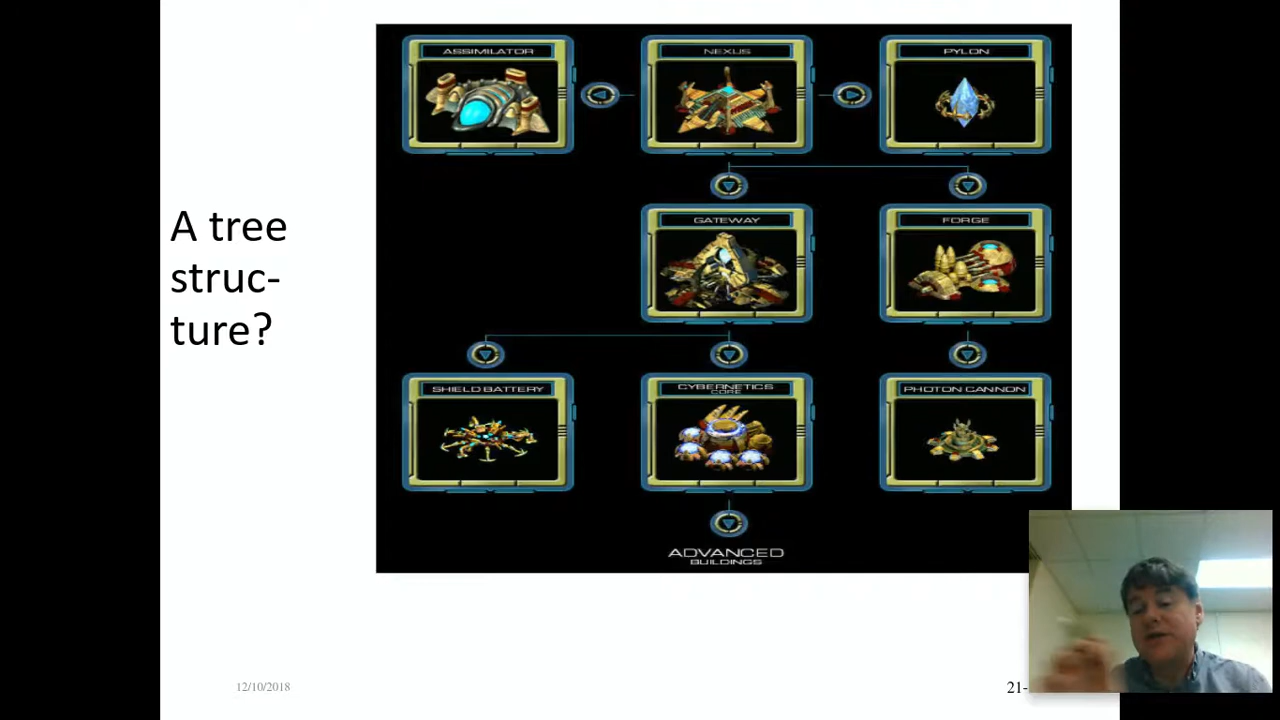 ASSIMILATOR
NEXUS
PYLON
A tree
struc-
ture?
GATEWAY
FORGE
SHIELD BATTERY
CYBERNETICS
CORE
PHOTON CANNON
ADVANCED
BUILDINGS
12/10/2018
21-